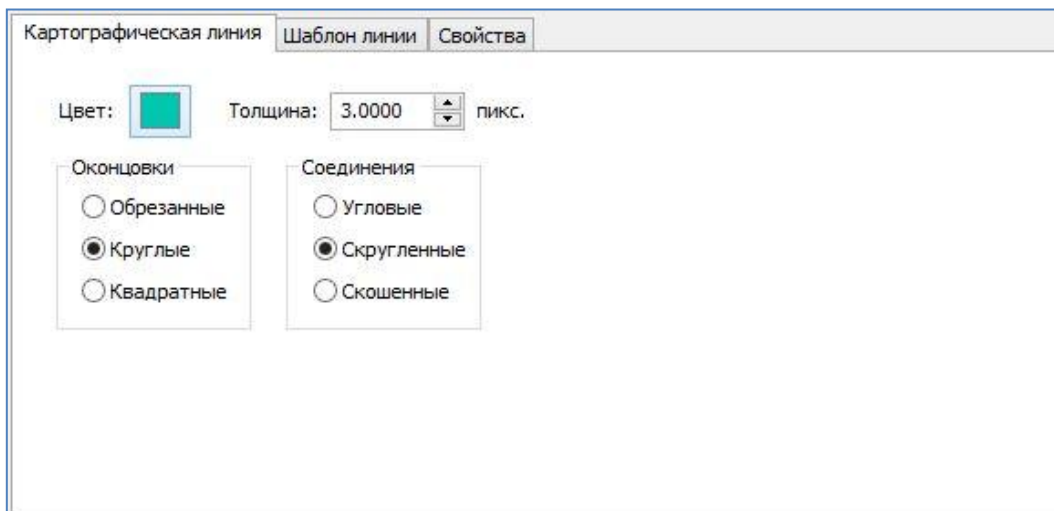 Картографическая линия Шаблон линии Свойства
Цвет: Толщина: 3.0000 пикс.
Оконцовки Соединения
Обрезанные Угловые
Круглые Скругленные
Квадратные Скошенные